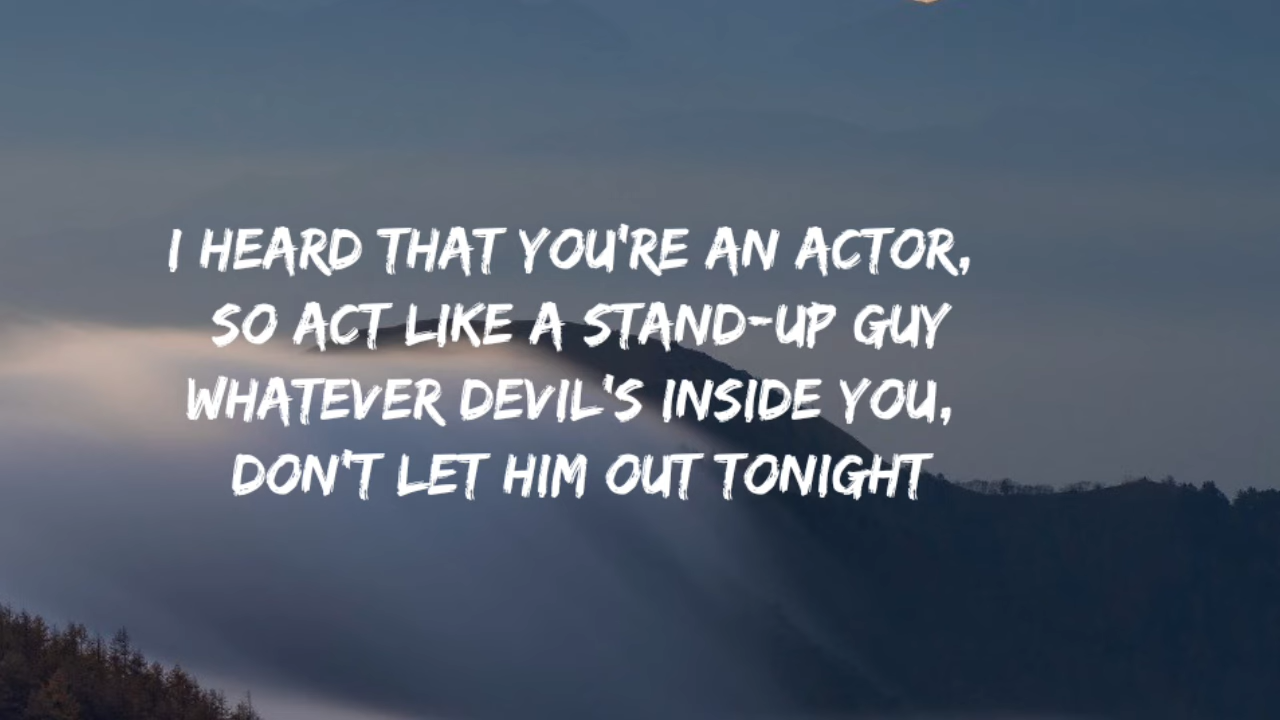 I HEARD THAT YOU'RE AN ACTOR,
SO ACT LIKE A STAND-UP GUY
WHATEVER DEVIL'S INSIDE YOU,
DON'T LET HIM OUT TONIGHT